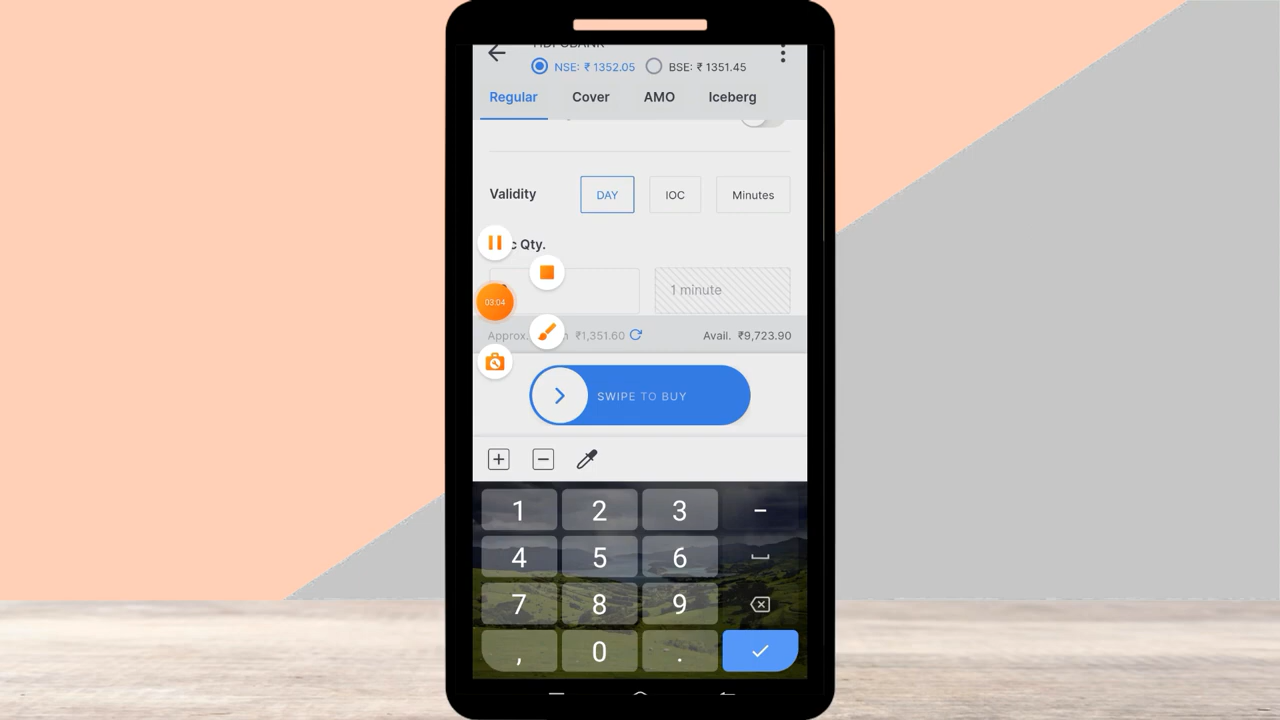 NSE: ₹ 1352.05 BSE: ₹ 1351.45
Regular Cover AMO Iceberg
Validity DAY IOC Minutes
Qty.
03:04
1 minute
Approx. ₹1,351.60 Avail. ₹9,723.90
SWIPE TO BUY
1 2 3 -
4 5 6
7 8 9
, 0 .